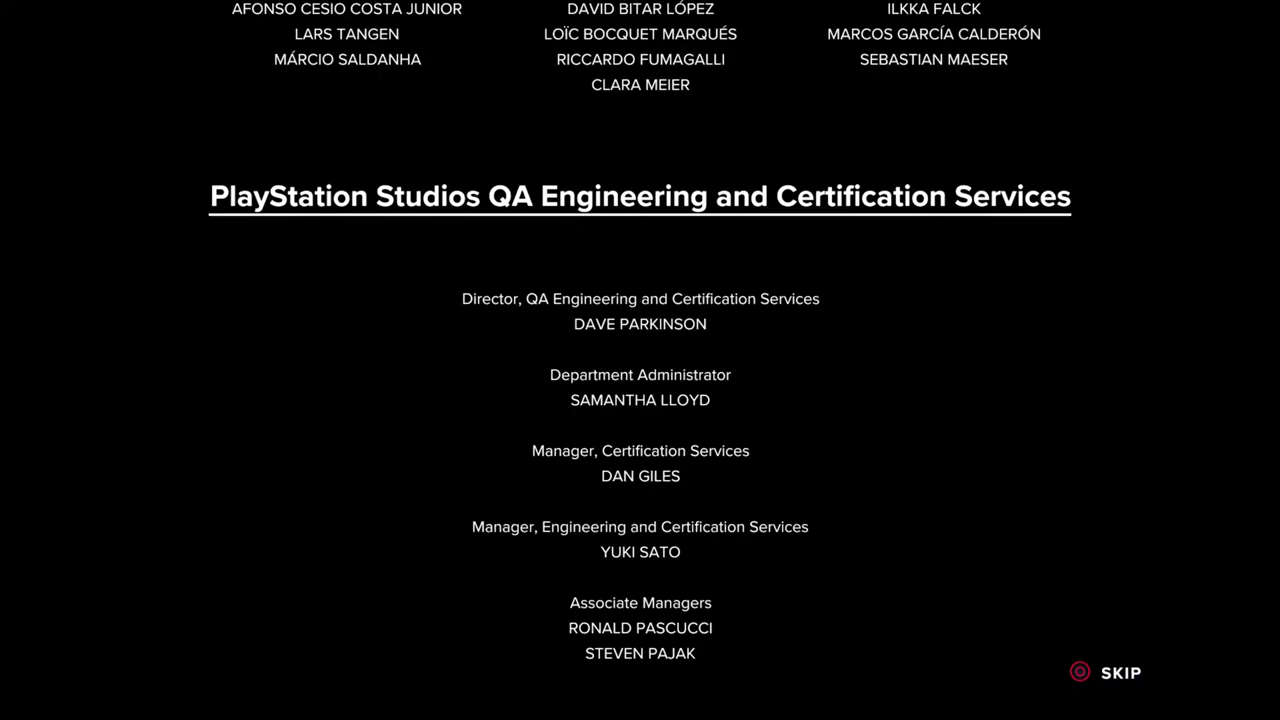 AFONSO CESIO COSTA JUNIOR DAVID BITAR LÓPEZ ILKKA FALCK
LARS TANGEN LOÏC BOCQUET MARQUÉS MARCOS GARCÍA CALDERÓN
MÁRCIO SALDANHA RICCARDO FUMAGALLI SEBASTIAN MAESER
CLARA MEIER
PlayStation Studios QA Engineering and Certification Services
Director, QA Engineering and Certification Services
DAVE PARKINSON
Department Administrator
SAMANTHA LLOYD
Manager, Certification Services
DAN GILES
Manager, Engineering and Certification Services
YUKI SATO
Associate Managers
RONALD PASCUCCI
STEVEN PAJAK
SKIP